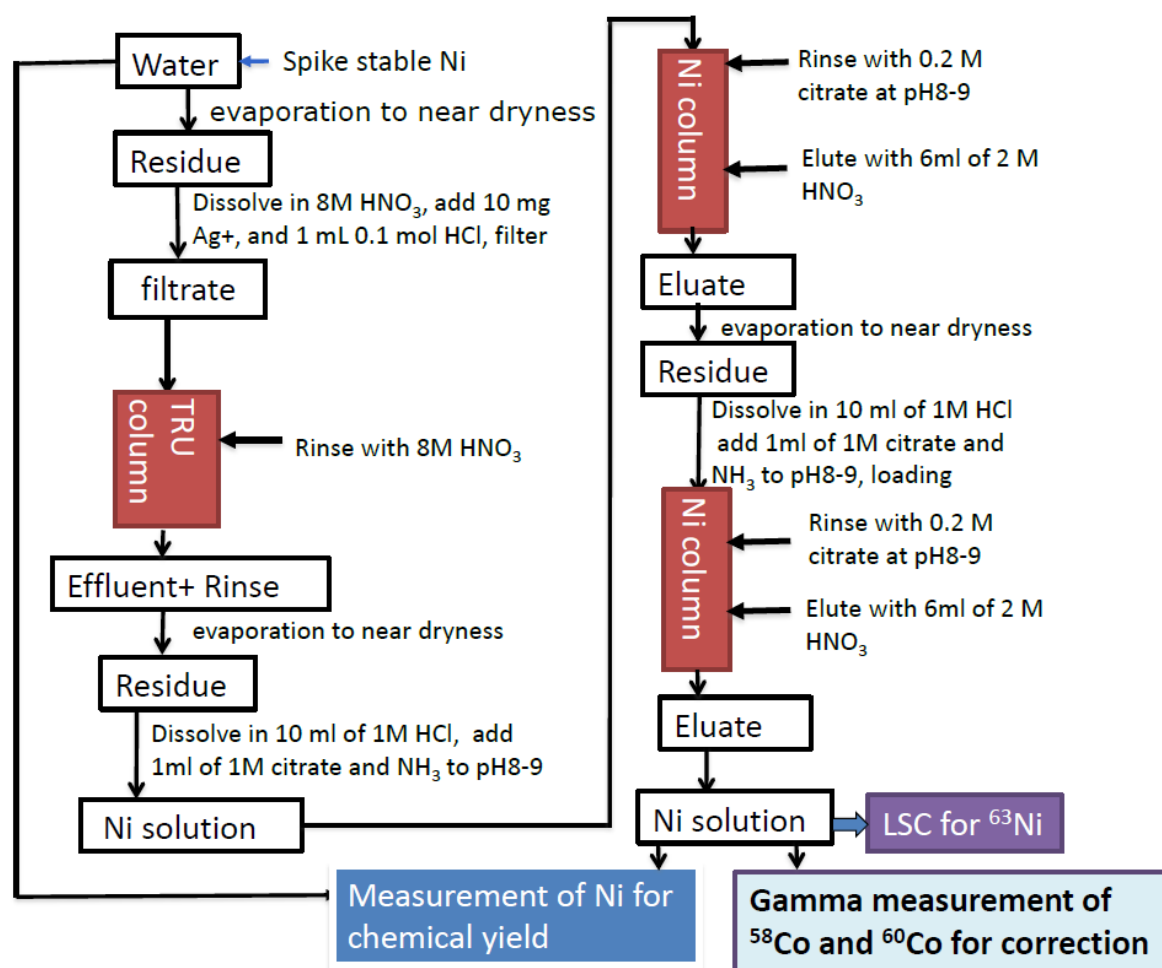 Water
Spike stable Ni
evaporation to near dryness
Residue
Dissolve in 8M HNO₃, add 10 mg
Ag+, and 1 mL 0.1 mol HCl, filter
filtrate
TRU
column
Rinse with 8M HNO₃
Effluent+ Rinse
evaporation to near dryness
Residue
Dissolve in 10 ml of 1M HCl, add
1ml of 1M citrate and NH₃ to pH8-9
Ni solution
Ni column
Rinse with 0.2 M
citrate at pH8-9
Elute with 6ml of 2 M
HNO₃
Eluate
evaporation to near dryness
Residue
Dissolve in 10 ml of 1M HCl
add 1ml of 1M citrate and
NH₃ to pH8-9, loading
Ni column
Rinse with 0.2 M
citrate at pH8-9
Elute with 6ml of 2 M
HNO₃
Eluate
Ni solution
LSC for ⁶³Ni
Measurement of Ni for
chemical yield
Gamma measurement of
⁵⁸Co and ⁶⁰Co for correction